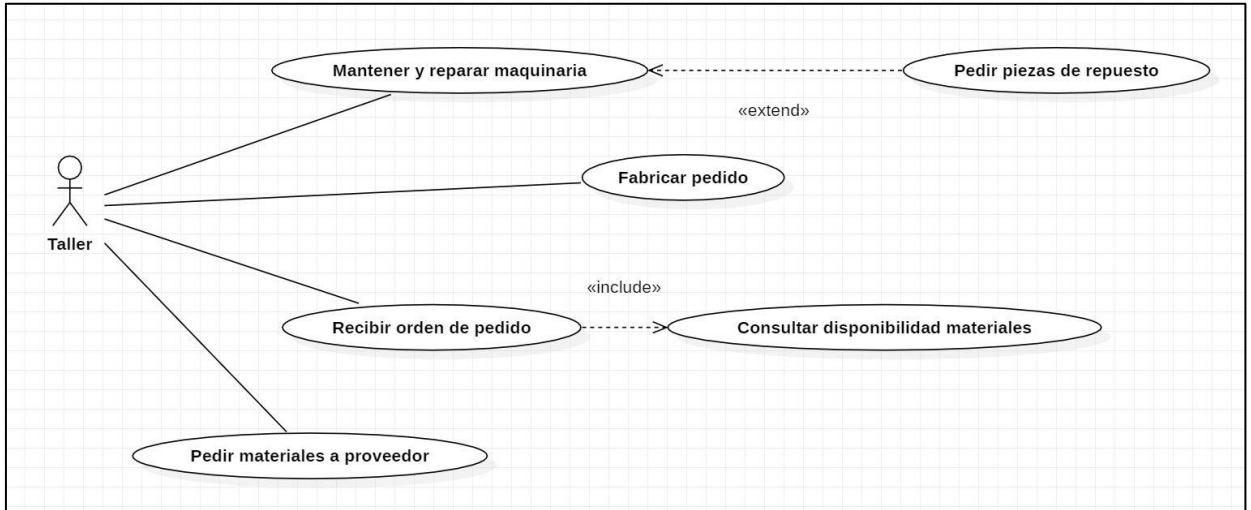 Mantener y reparar maquinaria
Pedir piezas de repuesto
«extend»
Fabricar pedido
Taller
«include»
Recibir orden de pedido
Consultar disponibilidad materiales
Pedir materiales a proveedor